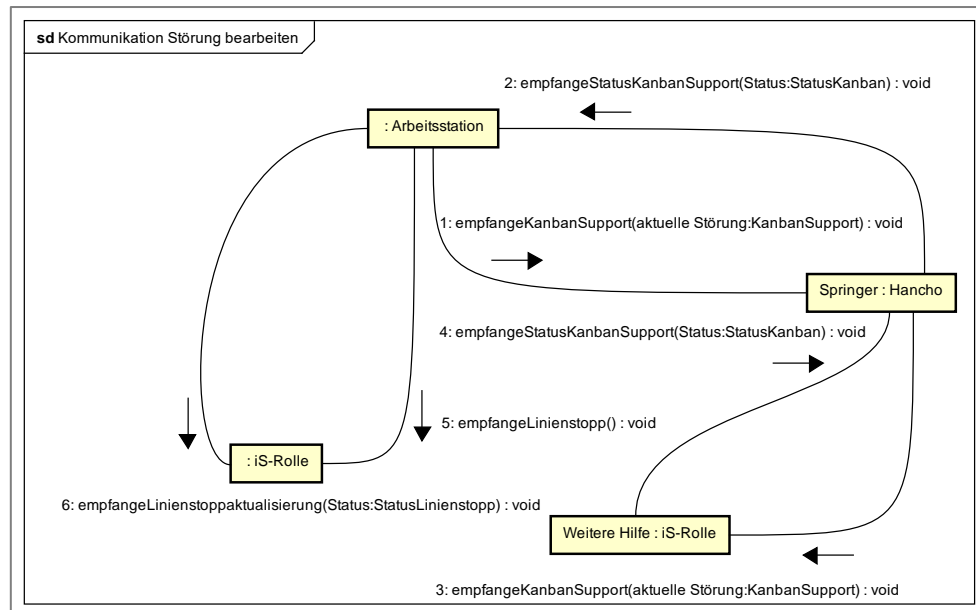 sd Kommunikation Störung bearbeiten
2: empfangeStatusKanbanSupport(Status:StatusKanban) : void
: Arbeitsstation
1: empfangeKanbanSupport(aktuelle Störung:KanbanSupport) : void
Springer : Hancho
4: empfangeStatusKanbanSupport(Status:StatusKanban) : void
5: empfangeLinienstopp() : void
: iS-Rolle
6: empfangeLinienstoppaktualisierung(Status:StatusLinienstopp) : void
Weitere Hilfe : iS-Rolle
3: empfangeKanbanSupport(aktuelle Störung:KanbanSupport) : void